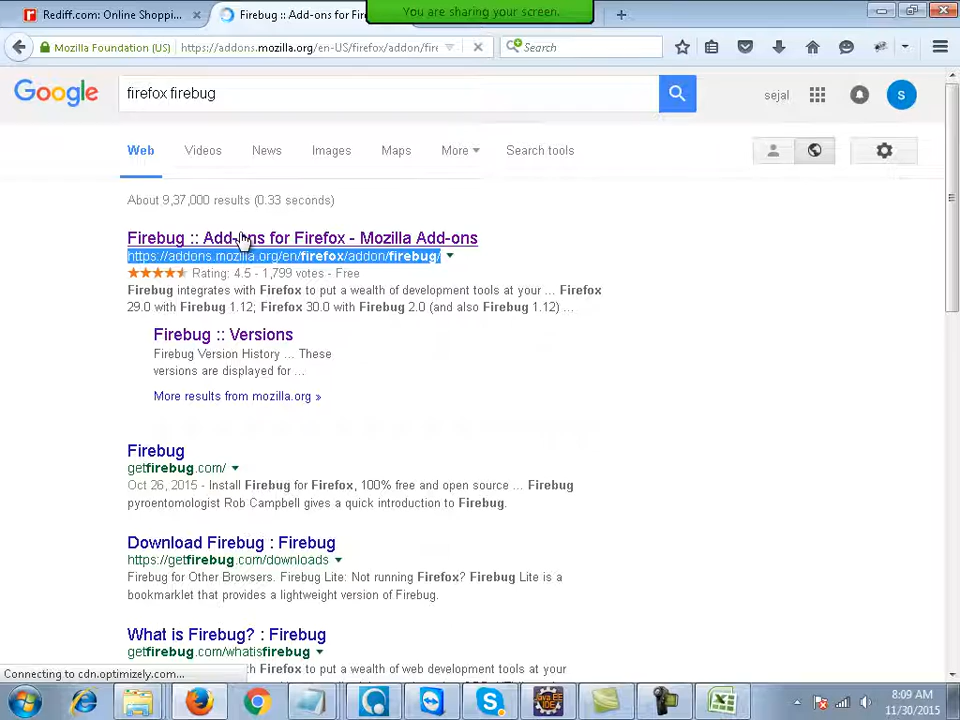 Rediff.com: Online Shoppi...
Firebug :: Add-ons for Fir
You are sharing your screen.
Mozilla Foundation (US)
https://addons.mozilla.org/en-US/firefox/addon/fire
Search
Google
firefox firebug
sejal
S
Web
Videos
News
Images
Maps
More
Search tools
About 9,37,000 results (0.33 seconds)
Firebug :: Add-ons for Firefox - Mozilla Add-ons
https://addons.mozilla.org/en/firefox/addon/firebug/
Rating: 4.5 - 1,799 votes - Free
Firebug integrates with Firefox to put a wealth of development tools at your ... Firefox
29.0 with Firebug 1.12; Firefox 30.0 with Firebug 2.0 (and also Firebug 1.12) ...
Firebug :: Versions
Firebug Version History ... These
versions are displayed for ...
More results from mozilla.org »
Firebug
getfirebug.com/
Oct 26, 2015 - Install Firebug for Firefox, 100% free and open source ... Firebug
pyroentomologist Rob Campbell gives a quick introduction to Firebug.
Download Firebug : Firebug
https://getfirebug.com/downloads
Firebug for Other Browsers. Firebug Lite: Not running Firefox? Firebug Lite is a
bookmarklet that provides a lightweight version of Firebug.
What is Firebug? : Firebug
getfirebug.com/whatisfirebug
with Firefox to put a wealth of web development tools at your
Connecting to cdn.optimizely.com...
Java EE
IDE
8:09 AM
11/30/2015